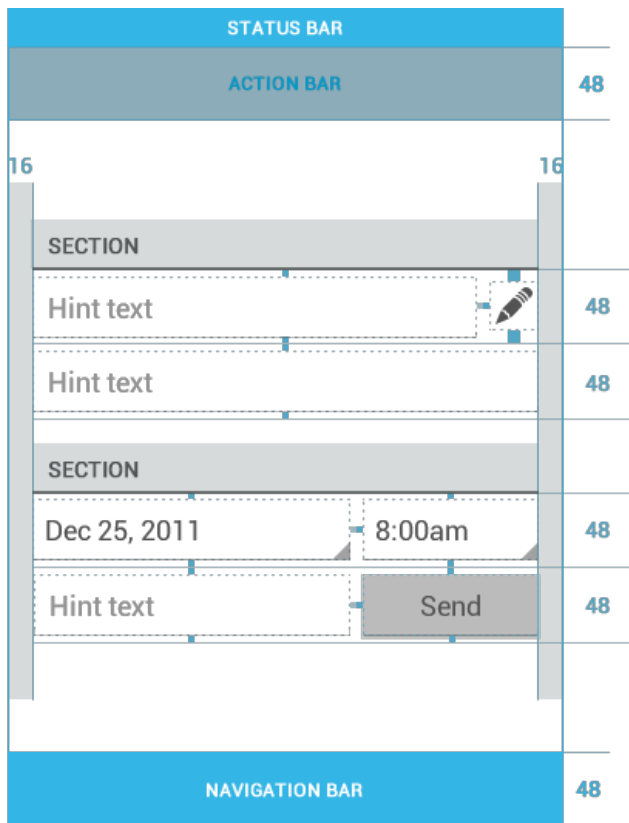 STATUS BAR
ACTION BAR 48
16 16
SECTION
Hint text 48
Hint text 48
SECTION
Dec 25, 2011 8:00am 48
Hint text Send 48
NAVIGATION BAR 48